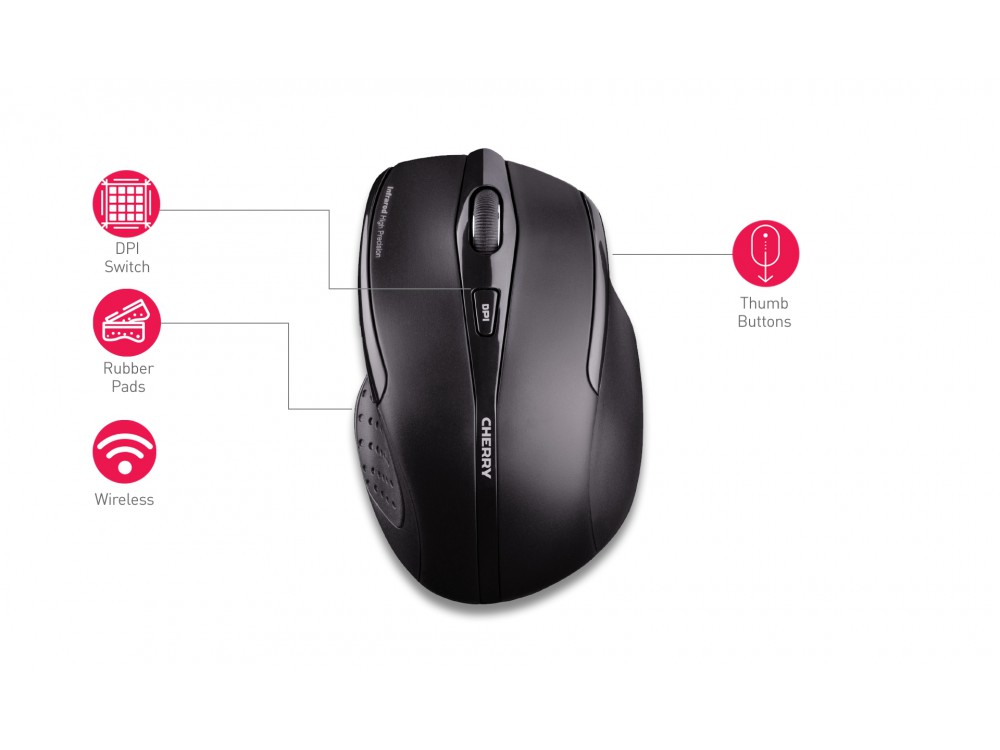 DPI
Switch
Rubber
Pads
Wireless
Infrared High Precision
DPI
CHERRY
Thumb
Buttons